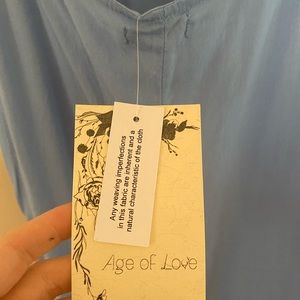 Any weaving imperfections
in this fabric are inherent and a
natural characteristic of the cloth
Age of Love